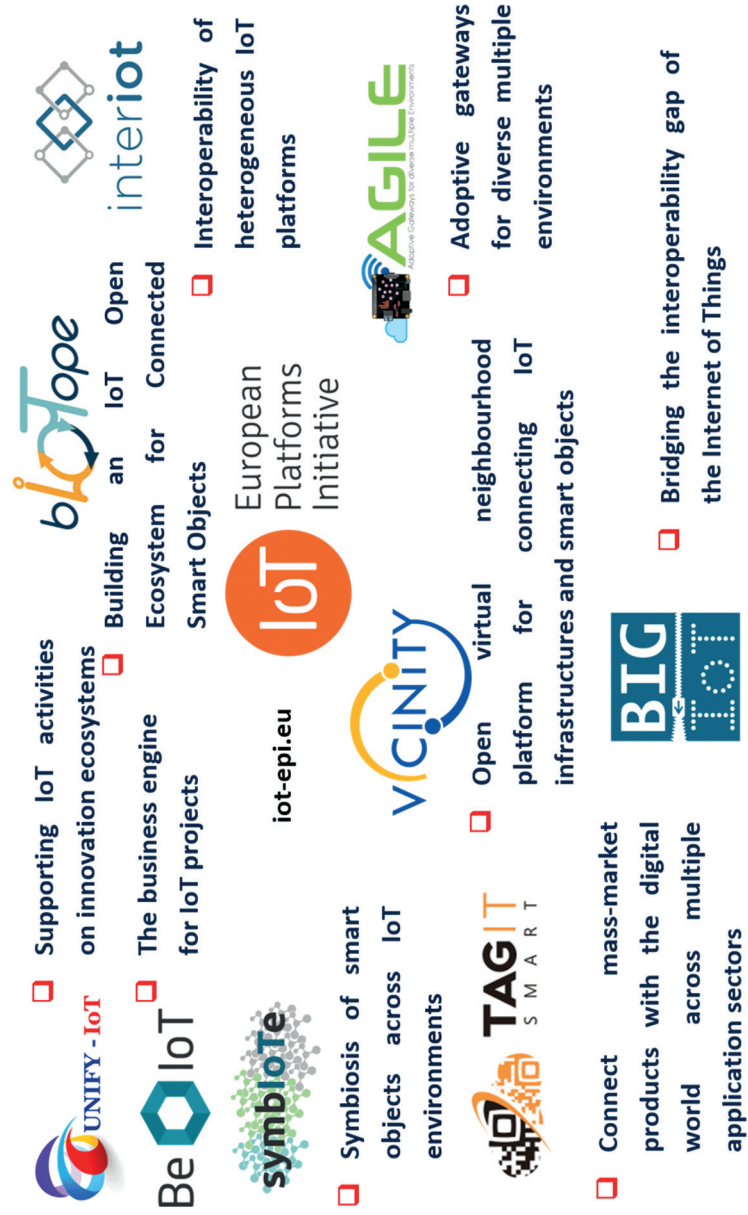 UNIFY - IoT
Supporting IoT activities
on innovation ecosystems
Be IoT
The business engine
for IoT projects
bIoTope
Building an IoT Open
Ecosystem for Connected
Smart Objects
interiot
Interoperability of
heterogeneous IoT
platforms
symbIoTe
Symbiosis of smart
objects across IoT
environments
iot-epi.eu
IoT
European
Platforms
Initiative
VICINITY
Open virtual neighbourhood
platform for connecting IoT
infrastructures and smart objects
AGILE
Adoptive Gateways for diverse multiple Environments
Adoptive gateways
for diverse multiple
environments
TAGIT
SMART
Connect mass-market
products with the digital
world across multiple
application sectors
BIG
IoT
Bridging the interoperability gap of
the Internet of Things